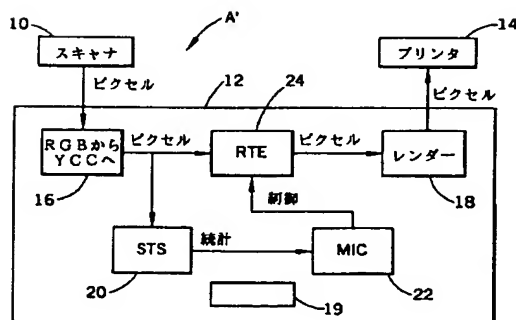 A'
10
スキャナ
プリンタ
14
ピクセル
12
24
ピクセル
RGBから
YCCへ
ピクセル
RTE
ピクセル
レンダー
16
制御
18
STS
統計
MIC
20
19
22